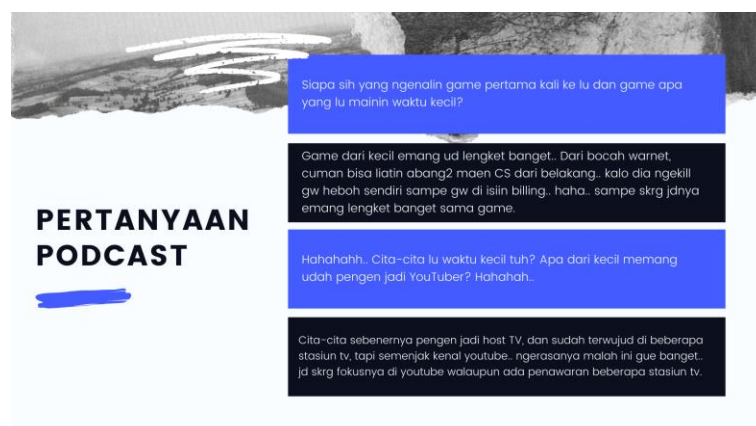 PERTANYAAN
PODCAST
Siapa sih yang ngenalin game pertama kali ke lu dan game apa
yang lu mainin waktu kecil?
Game dari kecil emang ud lengket banget.. Dari bocah warnet,
cuman bisa liatin abang2 maen CS dari belakang.. kalo dia ngekill
gw heboh sendiri sampe gw di isiin billing.. haha.. sampe skrg jdnya
emang lengket banget sama game.
Hahahahh.. Cita-cita lu waktu kecil tuh? Apa dari kecil memang
udah pengen jadi YouTuber? Hahahah..
Cita-cita sebenernya pengen jadi host TV, dan sudah terwujud di beberapa
stasiun tv, tapi semenjak kenal youtube.. ngerasanya malah ini gue banget..
jd skrg fokusnya di youtube walaupun ada penawaran beberapa stasiun tv.